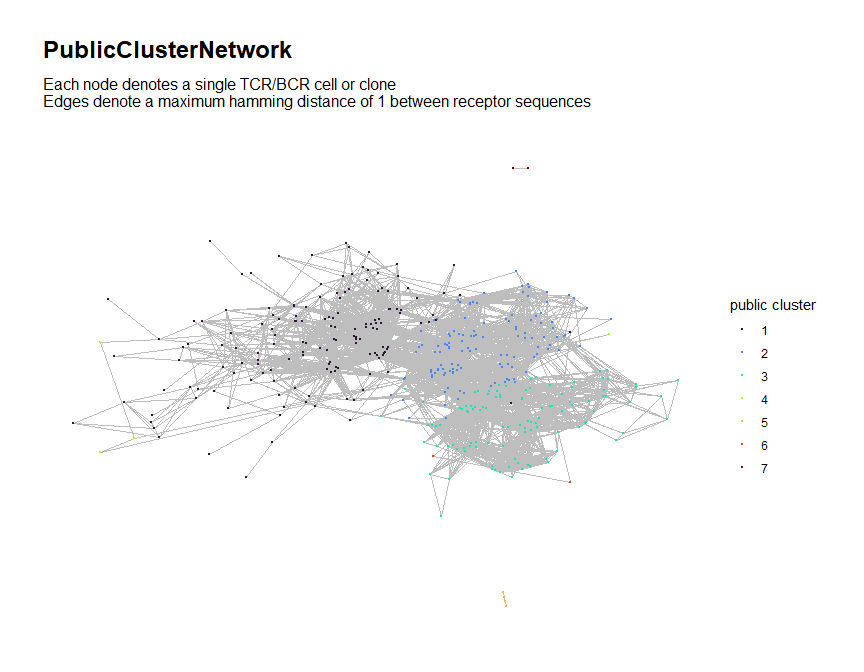 PublicClusterNetwork
Each node denotes a single TCR/BCR cell or clone
Edges denote a maximum hamming distance of 1 between receptor sequences
public cluster
1
2
3
4
5
6
7